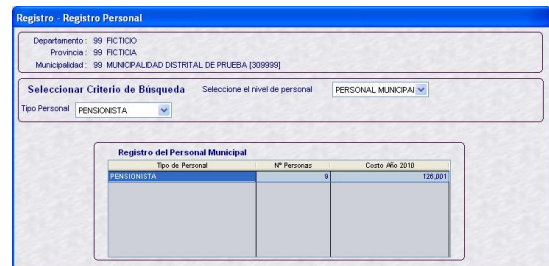 Registro - Registro Personal
Departamento : 99 FICTICIO
Provincia : 99 FICTICIA
Municipalidad : 99 MUNICIPALIDAD DISTRITAL DE PRUEBA [309999]
Seleccionar Criterio de Búsqueda Seleccione el nivel de personal PERSONAL MUNICIPAL
Tipo Personal PENSIONISTA
Registro del Personal Municipal
Tipo de Personal Nº Personas Costo Año 2010
PENSIONISTA 9 126,001